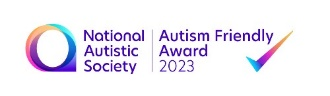 National
Autistic
Society
Autism Friendly
Award
2023